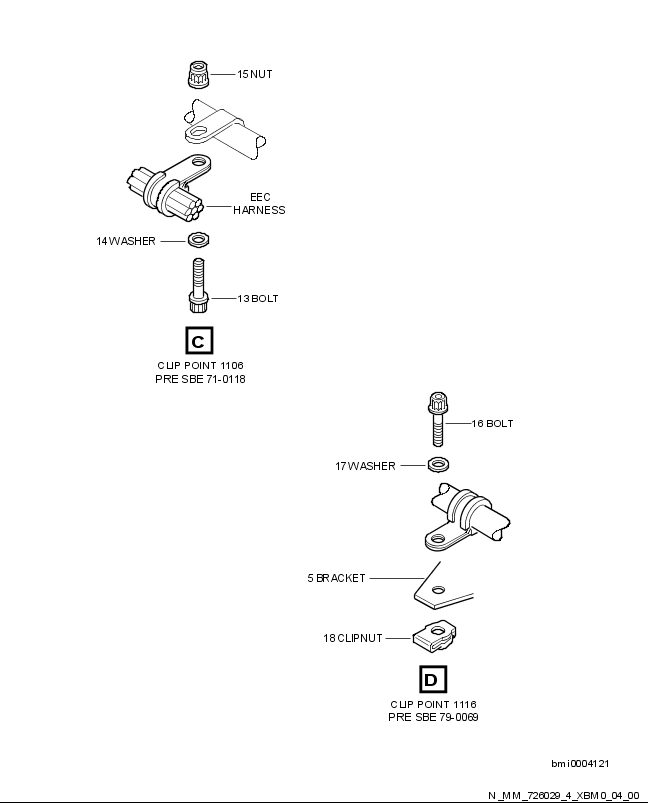 15 NUT
EEC
HARNESS
14 WASHER
13 BOLT
C
CLIP POINT 1106
PRE SBE 71-0118
16 BOLT
17 WASHER
5 BRACKET
18 CLIPNUT
D
CLIP POINT 1116
PRE SBE 79-0069
bmi0004121
N_MM_726029_4_XBM0_04_00